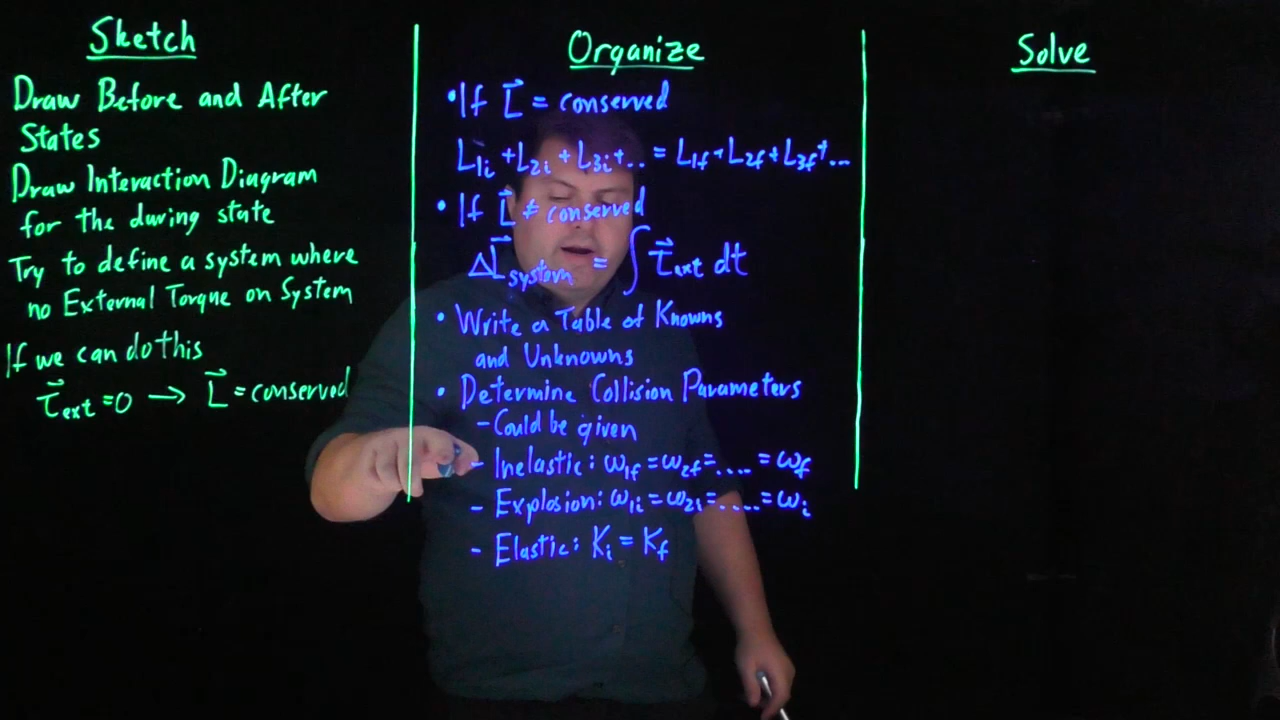 Sketch
Draw Before and After
States
Draw Interaction Diagram
for the during state
Try to define a system where
no External Torque on System
If we can do this
τ⃗ext = 0 → L⃗ = conserved
Organize
• If L⃗ = conserved
L1i + L2i + L3i + .. = L1f + L2f + L3f + ...
• If L⃗ ≠ conserved
ΔL⃗system = ∫ τ⃗ext dt
• Write a Table of Knowns
and Unknowns
• Determine Collision Parameters
- Could be given
- Inelastic: ω1f = ω2f = .... = ωf
- Explosion: ω1i = ω2i = ..... = ωi
- Elastic: Ki = Kf
Solve